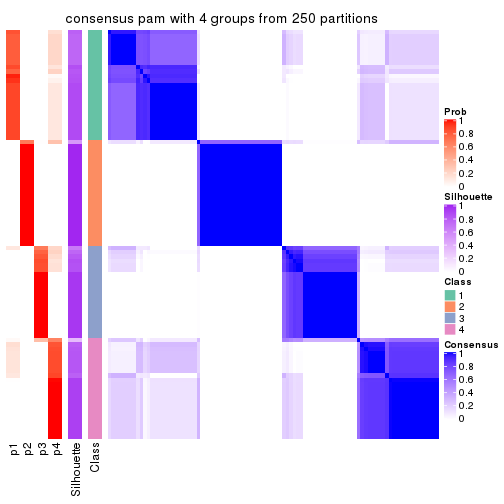 consensus pam with 4 groups from 250 partitions
Prob
1
0.8
0.6
0.4
0.2
0
Silhouette
1
0.8
0.6
0.4
0.2
0
Class
1
2
3
4
Consensus
1
0.8
0.6
0.4
0.2
0
p1
p2
p3
p4
Silhouette
Class